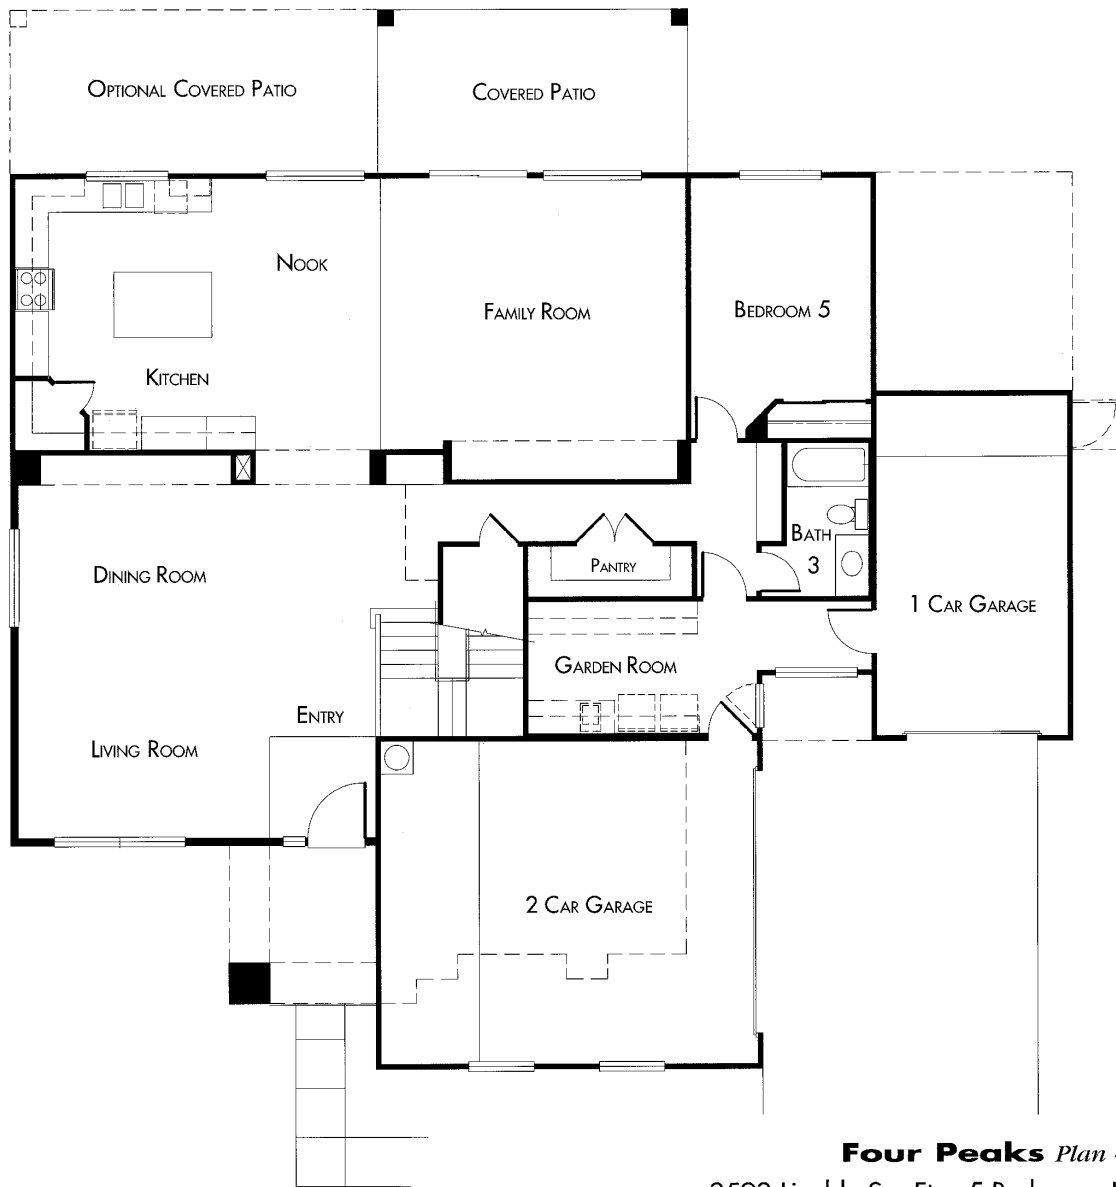 Optional Covered Patio
Covered Patio
Nook
Family Room
Bedroom 5
Kitchen
Dining Room
Pantry
Bath
3
1 Car Garage
Garden Room
Entry
Living Room
2 Car Garage
Four Peaks Plan